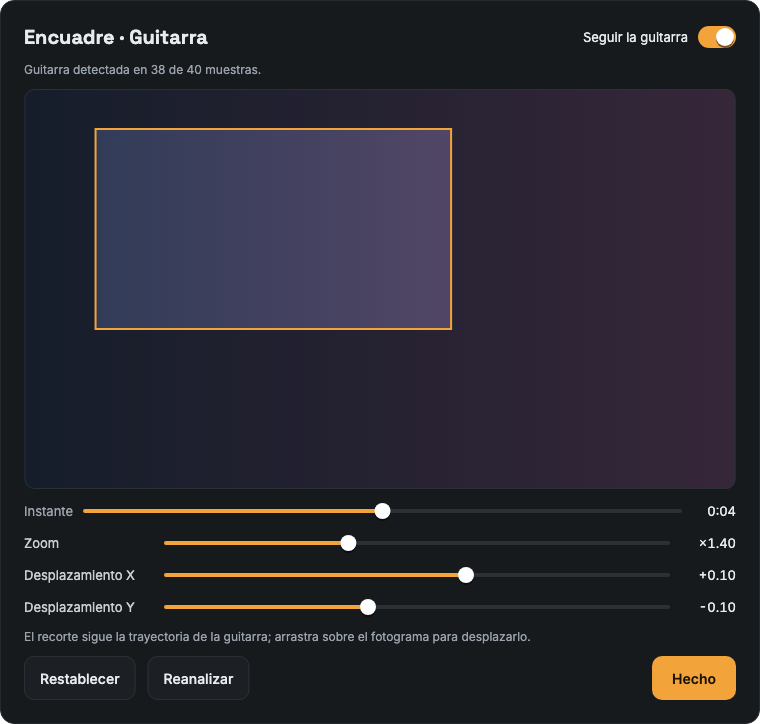 Encuadre · Guitarra
Seguir la guitarra
Guitarra detectada en 38 de 40 muestras.
Instante 0:04
Zoom ×1.40
Desplazamiento X +0.10
Desplazamiento Y -0.10
El recorte sigue la trayectoria de la guitarra; arrastra sobre el fotograma para desplazarlo.
Restablecer Reanalizar Hecho